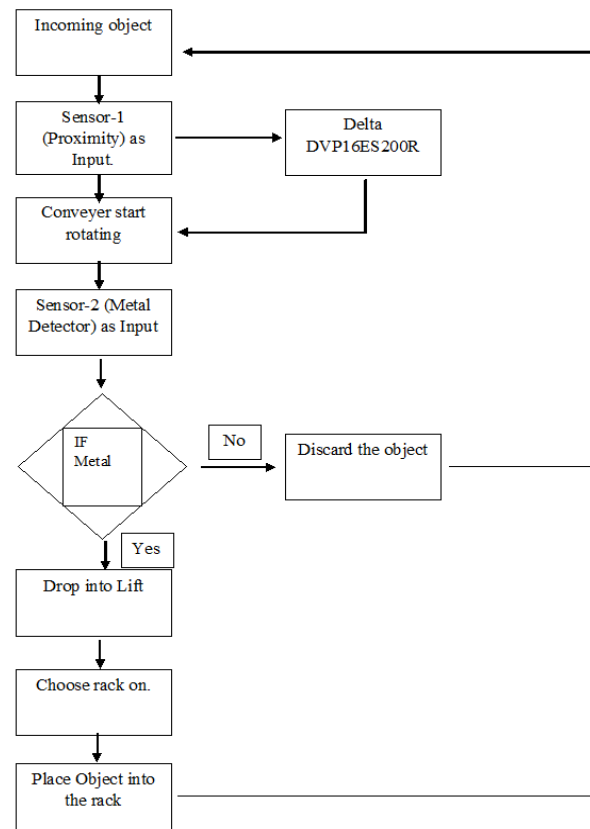 Incoming object
Sensor-1
(Proximity) as
Input.
Delta
DVP16ES200R
Conveyer start
rotating
Sensor-2 (Metal
Detector) as Input
IF
Metal
No
Discard the object
Yes
Drop into Lift
Choose rack on.
Place Object into
the rack